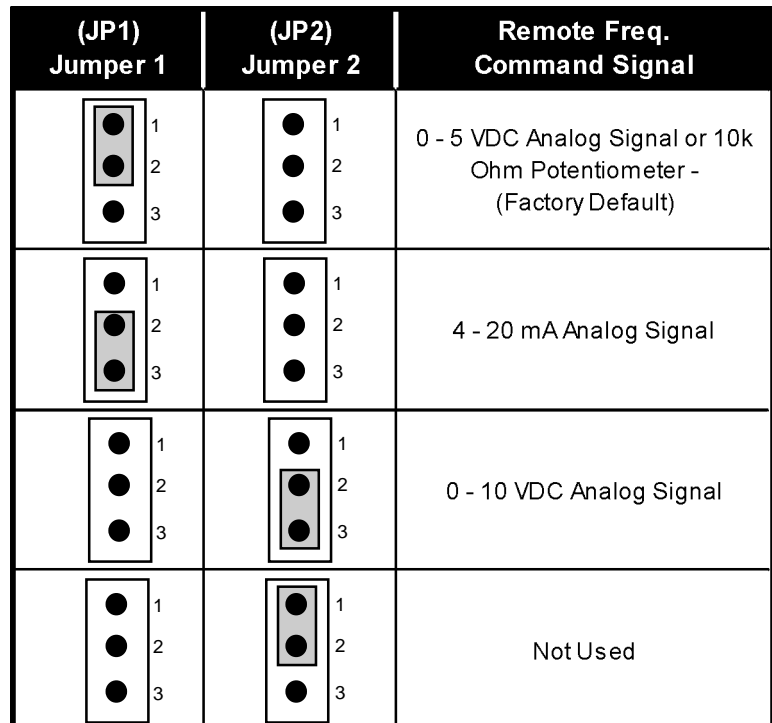 (JP1)
Jumper 1
(JP2)
Jumper 2
Remote Freq.
Command Signal
1
2
3
1
2
3
0 - 5 VDC Analog Signal or 10k
Ohm Potentiometer -
(Factory Default)
1
2
3
1
2
3
4 - 20 mA Analog Signal
1
2
3
1
2
3
0 - 10 VDC Analog Signal
1
2
3
1
2
3
Not Used